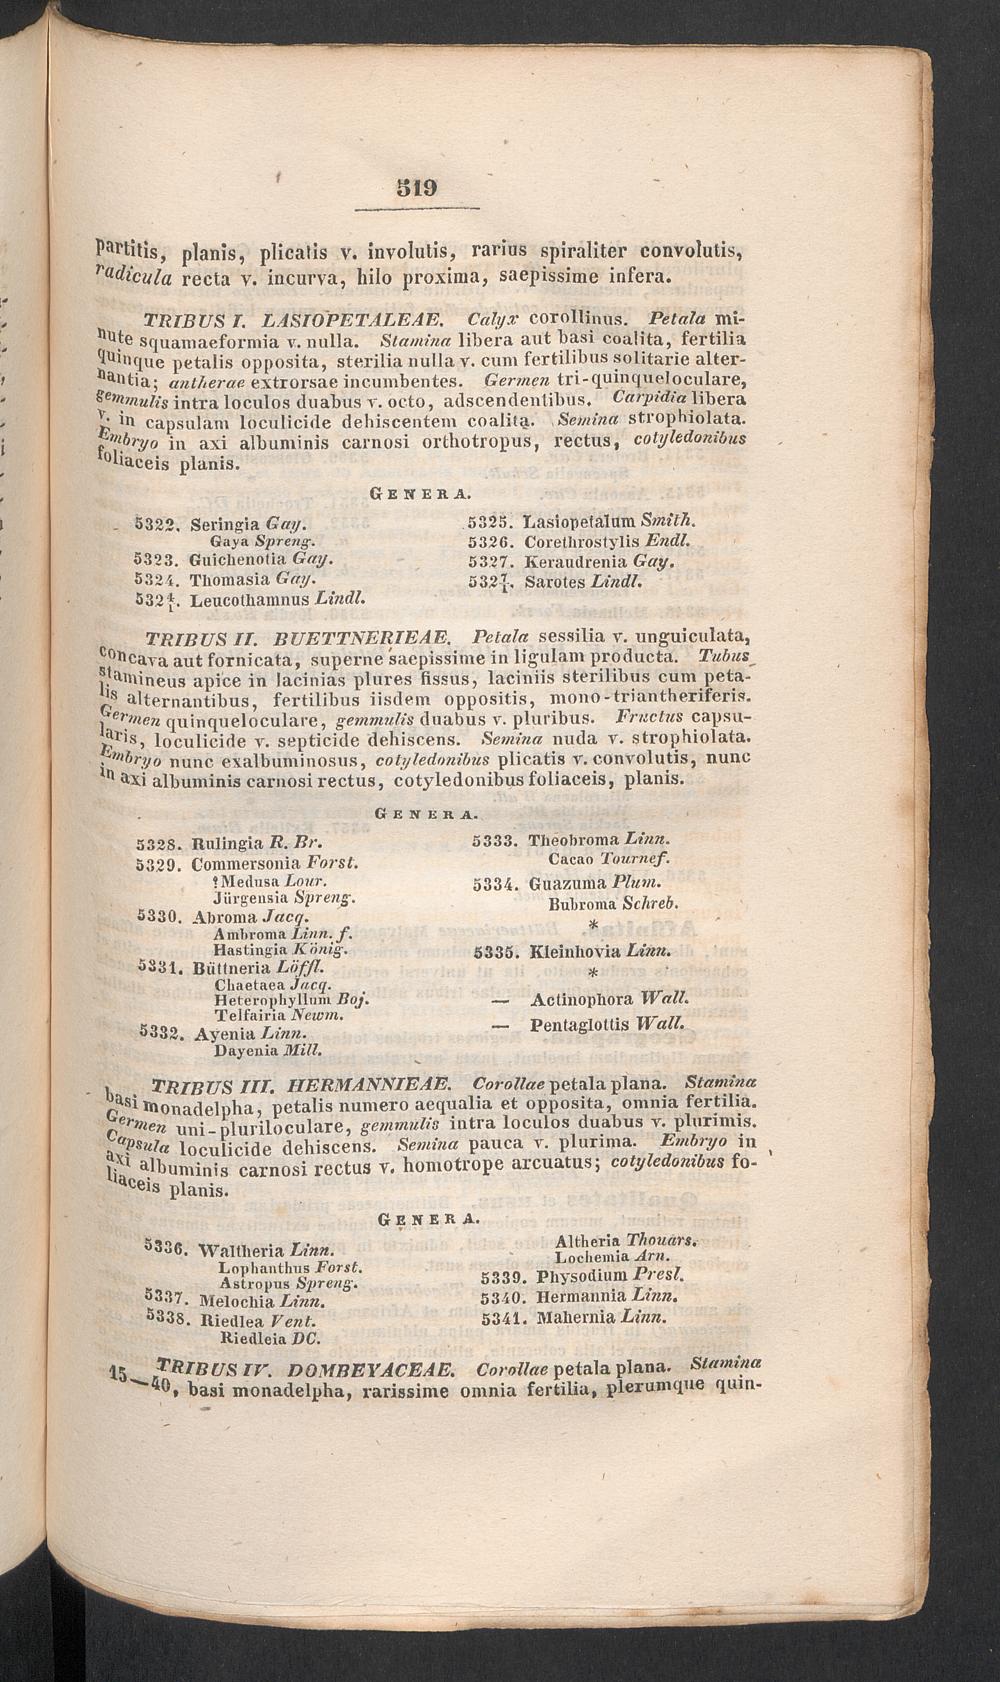 519
partitis, planis, plicatis v. involutis, rarius spiraliter convolutis,
radicula recta v. incurva, hilo proxima, saepissime infera.
TRIBUS I. LASIOPETALEAE. Calyx corollinus. Petala mi-
nute squamaeformia v. nulla. Stamina libera aut basi coalita, fertilia
quinque petalis opposita, sterilia nulla v. cum fertilibus solitarie alter-
nantia; antherae extrorsae incumbentes. Germen tri-quinqueloculare,
gemmulis intra loculos duabus v. octo, adscendentibus. Carpidia libera
v. in capsulam loculicide dehiscentem coalita. Semina strophiolata.
Embryo in axi albuminis carnosi orthotropus, rectus, cotyledonibus
foliaceis planis.
GENERA.
5322. Seringia Gay.
Gaya Spreng.
5323. Guichenotia Gay.
5324. Thomasia Gay.
5324/1. Leucothamnus Lindl.
5325. Lasiopetalum Smith.
5326. Corethrostylis Endl.
5327. Keraudrenia Gay.
5327/1. Sarotes Lindl.
TRIBUS II. BUETTNERIEAE. Petala sessilia v. unguiculata,
concava aut fornicata, superne saepissime in ligulam producta. Tubus
stamineus apice in lacinias plures fissus, laciniis sterilibus cum peta-
lis alternantibus, fertilibus iisdem oppositis, mono-triantheriferis.
Germen quinqueloculare, gemmulis duabus v. pluribus. Fructus capsu-
laris, loculicide v. septicide dehiscens. Semina nuda v. strophiolata.
Embryo nunc exalbuminosus, cotyledonibus plicatis v. convolutis, nunc
in axi albuminis carnosi rectus, cotyledonibus foliaceis, planis.
GENERA.
5328. Rulingia R. Br.
5329. Commersonia Forst.
? Medusa Lour.
Jürgensia Spreng.
5330. Abroma Jacq.
Ambroma Linn. f.
Hastingia König.
5331. Büttneria Löffl.
Chaetaea Jacq.
Heterophyllum Boj.
Telfairia Newm.
5332. Ayenia Linn.
Dayenia Mill.
5333. Theobroma Linn.
Cacao Tournef.
5334. Guazuma Plum.
Bubroma Schreb.
*
5335. Kleinhovia Linn.
*
— Actinophora Wall.
— Pentaglottis Wall.
TRIBUS III. HERMANNIEAE. Corollae petala plana. Stamina
basi monadelpha, petalis numero aequalia et opposita, omnia fertilia.
Germen uni-pluriloculare, gemmulis intra loculos duabus v. plurimis.
Capsula loculicide dehiscens. Semina pauca v. plurima. Embryo in
axi albuminis carnosi rectus v. homotrope arcuatus; cotyledonibus fo-
liaceis planis.
GENERA.
5336. Waltheria Linn.
Lophanthus Forst.
Astropus Spreng.
5337. Melochia Linn.
5338. Riedlea Vent.
Riedleia DC.
Altheria Thouars.
Lochemia Arn.
5339. Physodium Presl.
5340. Hermannia Linn.
5341. Mahernia Linn.
TRIBUS IV. DOMBEYACEAE. Corollae petala plana. Stamina
15—40, basi monadelpha, rarissime omnia fertilia, plerumque quin-